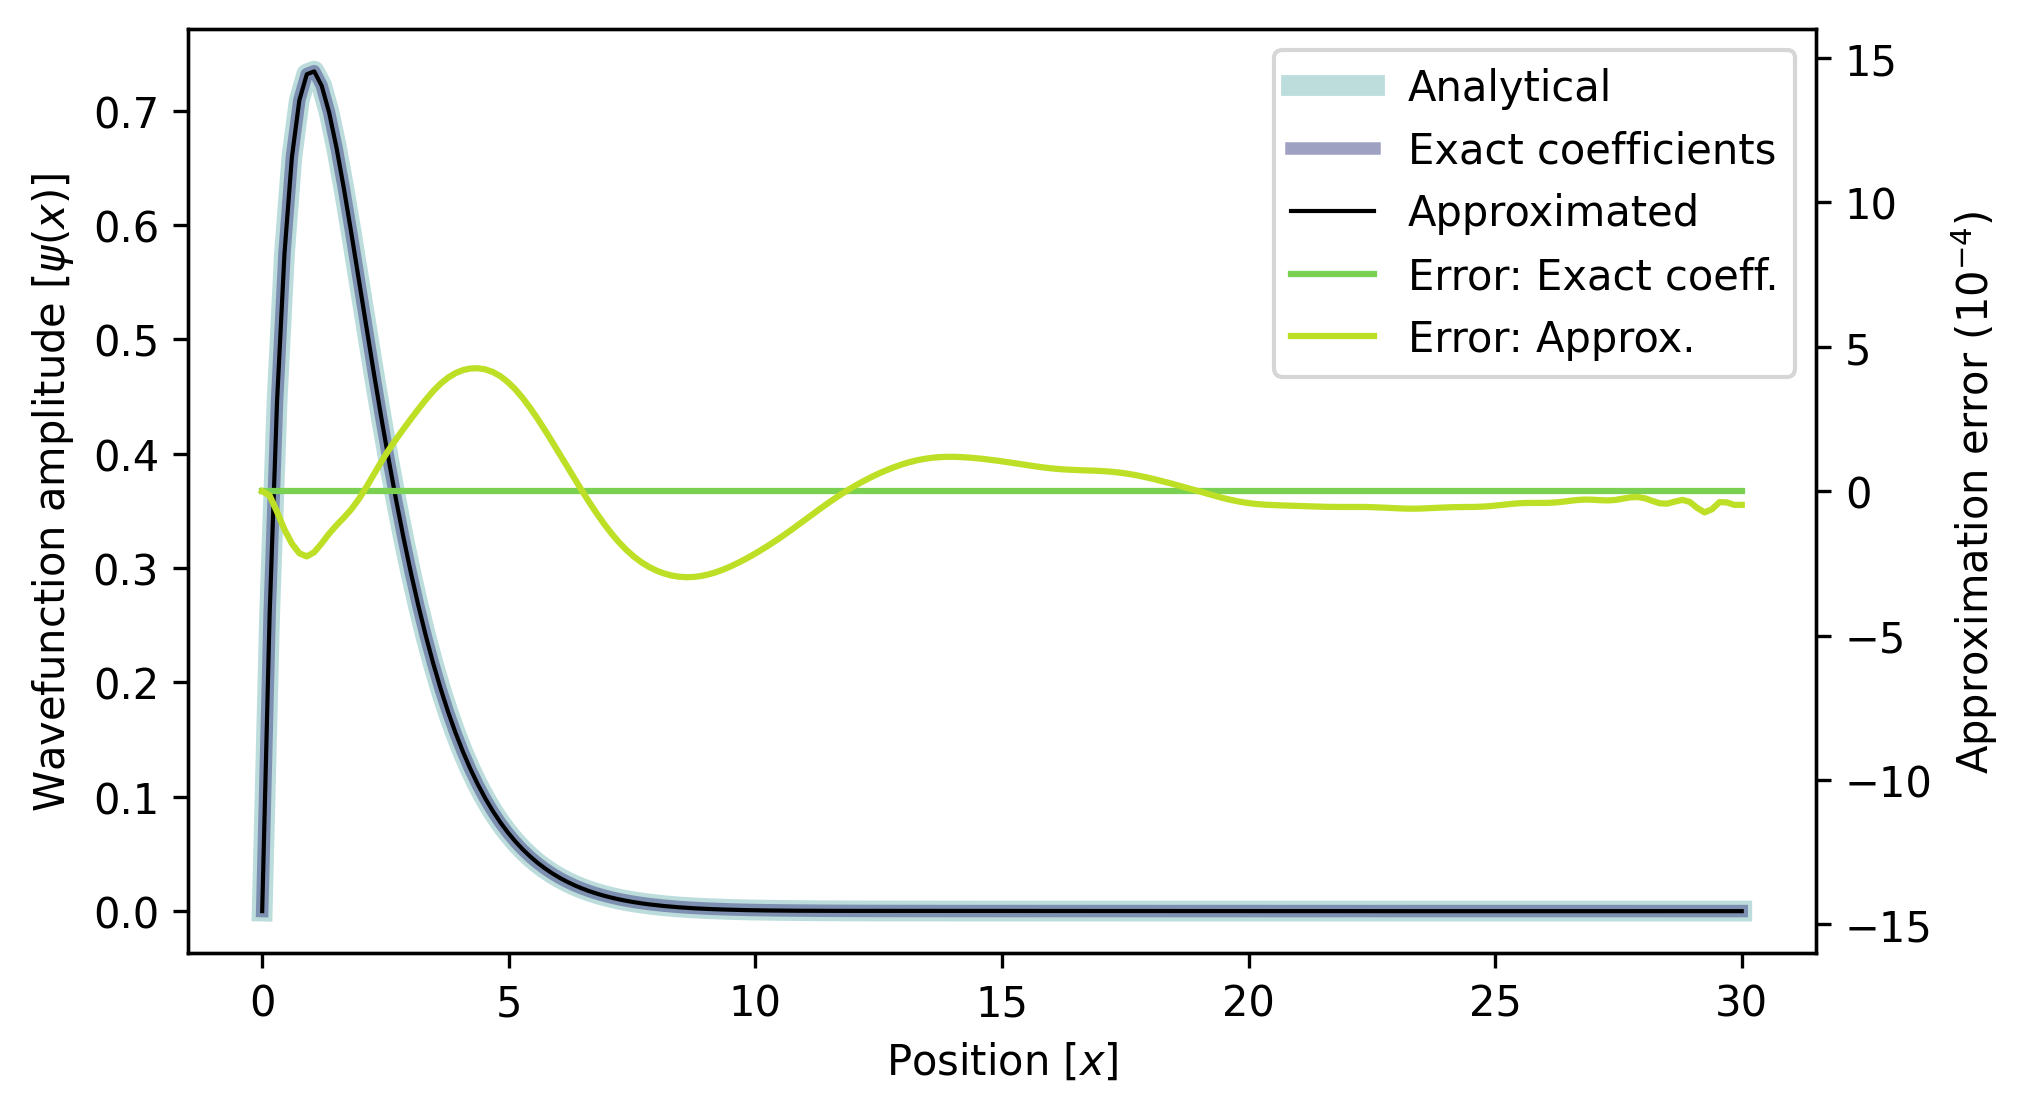 Wavefunction amplitude [ψ(x)]
0.7
0.6
0.5
0.4
0.3
0.2
0.1
0.0
Analytical
Exact coefficients
Approximated
Error: Exact coeff.
Error: Approx.
15
10
5
0
−5
−10
−15
Approximation error (10⁻⁴)
0 5 10 15 20 25 30
Position [x]